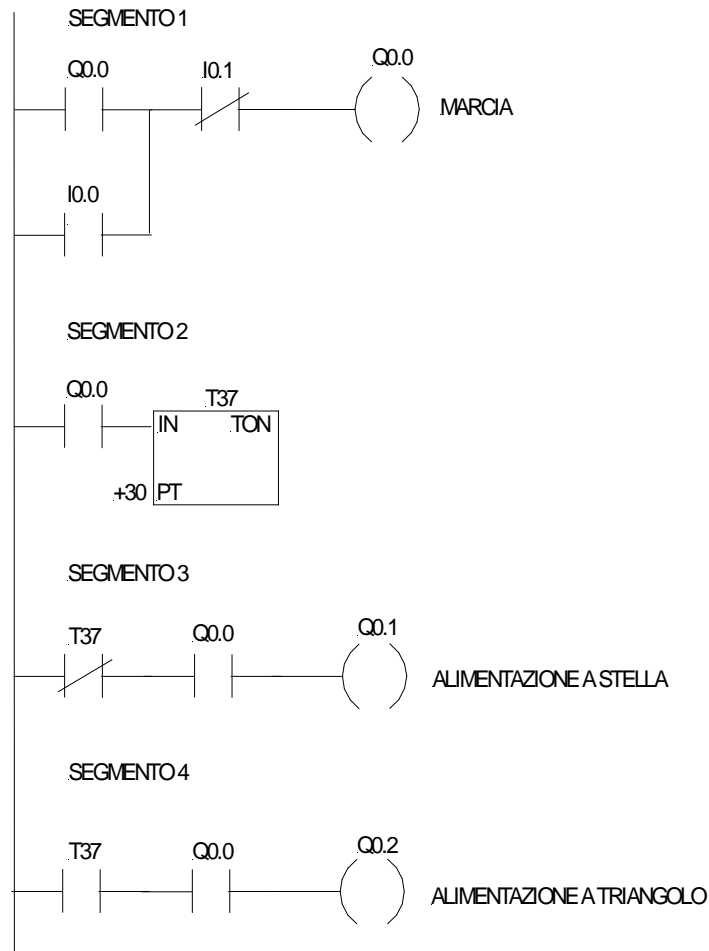 SEGMENTO 1
Q0.0 I0.1 Q0.0
MARCIA
I0.0
SEGMENTO 2
Q0.0
T37
IN TON
+30 PT
SEGMENTO 3
T37 Q0.0 Q0.1
ALIMENTAZIONE A STELLA
SEGMENTO 4
T37 Q0.0 Q0.2
ALIMENTAZIONE A TRIANGOLO